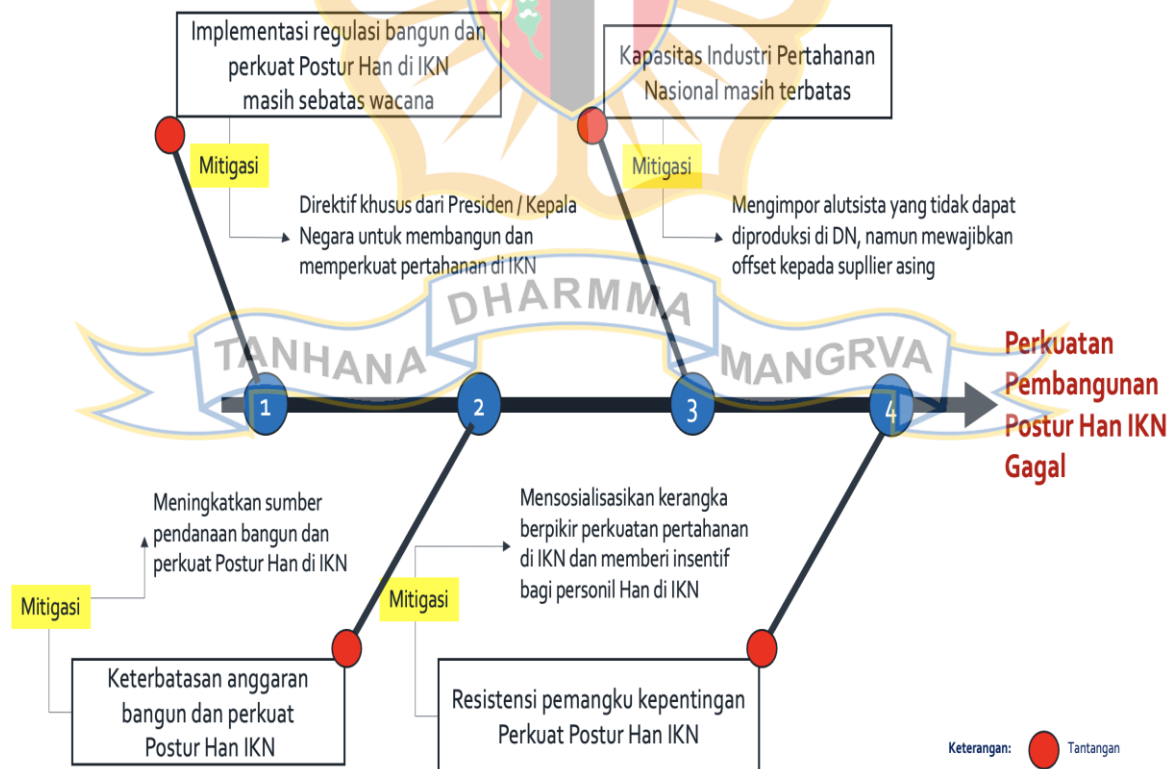 Implementasi regulasi bangun dan
perkuat Postur Han di IKN
masih sebatas wacana
Mitigasi
Direktif khusus dari Presiden / Kepala
Negara untuk membangun dan
memperkuat pertahanan di IKN
Kapasitas Industri Pertahanan
Nasional masih terbatas
Mitigasi
Mengimpor alutsista yang tidak dapat
diproduksi di DN, namun mewajibkan
offset kepada supllier asing
TANHANA DHARMMA MANGRVA
1 2 3 4
Perkuatan
Pembangunan
Postur Han IKN
Gagal
Meningkatkan sumber
pendanaan bangun dan
perkuat Postur Han di IKN
Mitigasi
Keterbatasan anggaran
bangun dan perkuat
Postur Han IKN
Mensosialisasikan kerangka
berpikir perkuatan pertahanan
di IKN dan memberi insentif
bagi personil Han di IKN
Mitigasi
Resistensi pemangku kepentingan
Perkuat Postur Han IKN
Keterangan: Tantangan